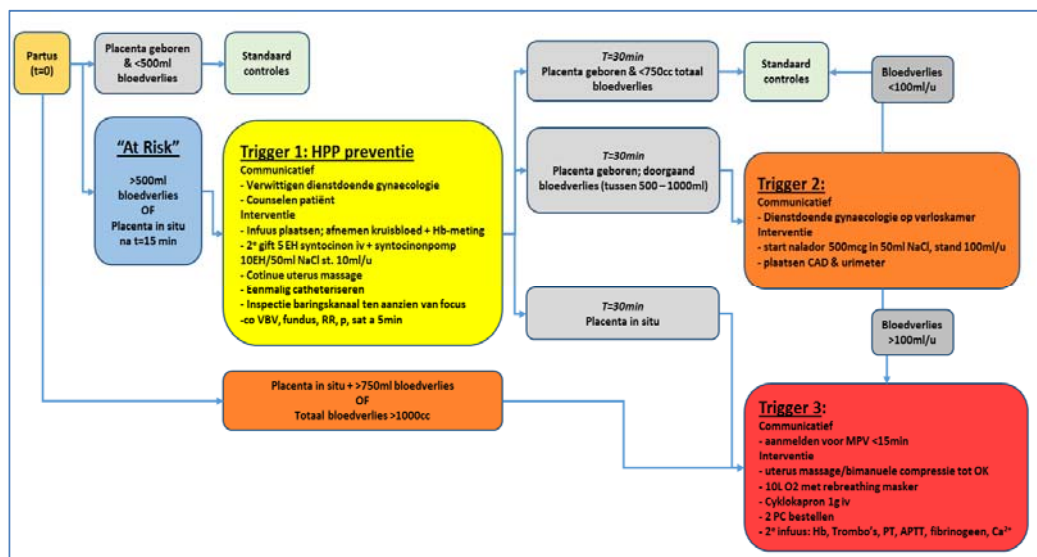 Partus
(t=0)
Placenta geboren
& <500ml
bloedverlies
Standaard
controles
"At Risk"
>500ml
bloedverlies
OF
Placenta in situ
na t=15 min
Trigger 1: HPP preventie
Communicatief
- Verwittigen dienstdoende gynaecologie
- Counselen patiënt
Interventie
- Infuus plaatsen; afnemen kruisbloed + Hb-meting
- 2e gift 5 EH syntocinon iv + syntocinonpomp
10EH/50ml NaCl st. 10ml/u
- Cotinue uterus massage
- Eenmalig catheteriseren
- Inspectie baringskanaal ten aanzien van focus
-co VBV, fundus, RR, p, sat a 5min
T=30min
Placenta geboren & <750cc totaal
bloedverlies
Standaard
controles
Bloedverlies
<100ml/u
T=30min
Placenta geboren; doorgaand
bloedverlies (tussen 500 – 1000ml)
Trigger 2:
Communicatief
- Dienstdoende gynaecologie op verloskamer
Interventie
- start nalador 500mcg in 50ml NaCl, stand 100ml/u
- plaatsen CAD & urimeter
T=30min
Placenta in situ
Bloedverlies
>100ml/u
Placenta in situ + >750ml bloedverlies
OF
Totaal bloedverlies >1000cc
Trigger 3:
Communicatief
- aanmelden voor MPV <15min
Interventie
- uterus massage/bimanuele compressie tot OK
- 10L O2 met rebreathing masker
- Cyklokapron 1g iv
- 2 PC bestellen
- 2e infuus: Hb, Trombo's, PT, APTT, fibrinogeen, Ca²⁺